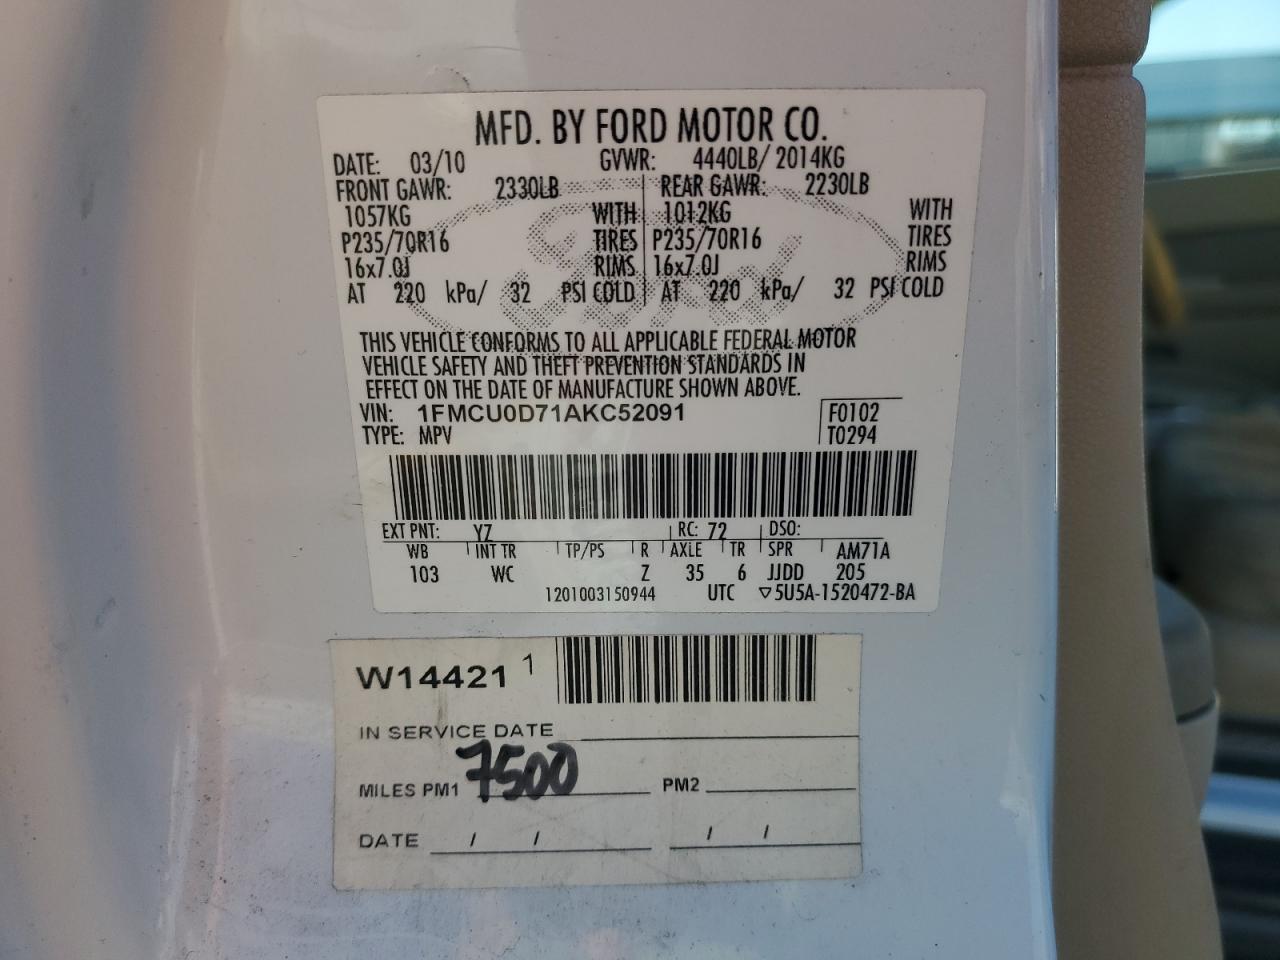 MFD. BY FORD MOTOR CO.
DATE: 03/10 GVWR: 4440LB/ 2014KG
FRONT GAWR: 2330LB REAR GAWR: 2230LB
1057KG WITH 1012KG WITH
P235/70R16 TIRES P235/70R16 TIRES
16x7.0J RIMS 16x7.0J RIMS
AT 220 kPa/ 32 PSI COLD AT 220 kPa/ 32 PSI COLD
Ford
THIS VEHICLE CONFORMS TO ALL APPLICABLE FEDERAL MOTOR
VEHICLE SAFETY AND THEFT PREVENTION STANDARDS IN
EFFECT ON THE DATE OF MANUFACTURE SHOWN ABOVE.
VIN: 1FMCU0D71AKC52091 F0102
TYPE: MPV T0294
EXT PNT: YZ RC: 72 DSO:
WB INT TR TP/PS R AXLE TR SPR AM71A
103 WC Z 35 6 JJDD 205
1201003150944 UTC ▽5U5A-1520472-BA
W14421 1
IN SERVICE DATE
MILES PM1 7500 PM2
DATE / / / /